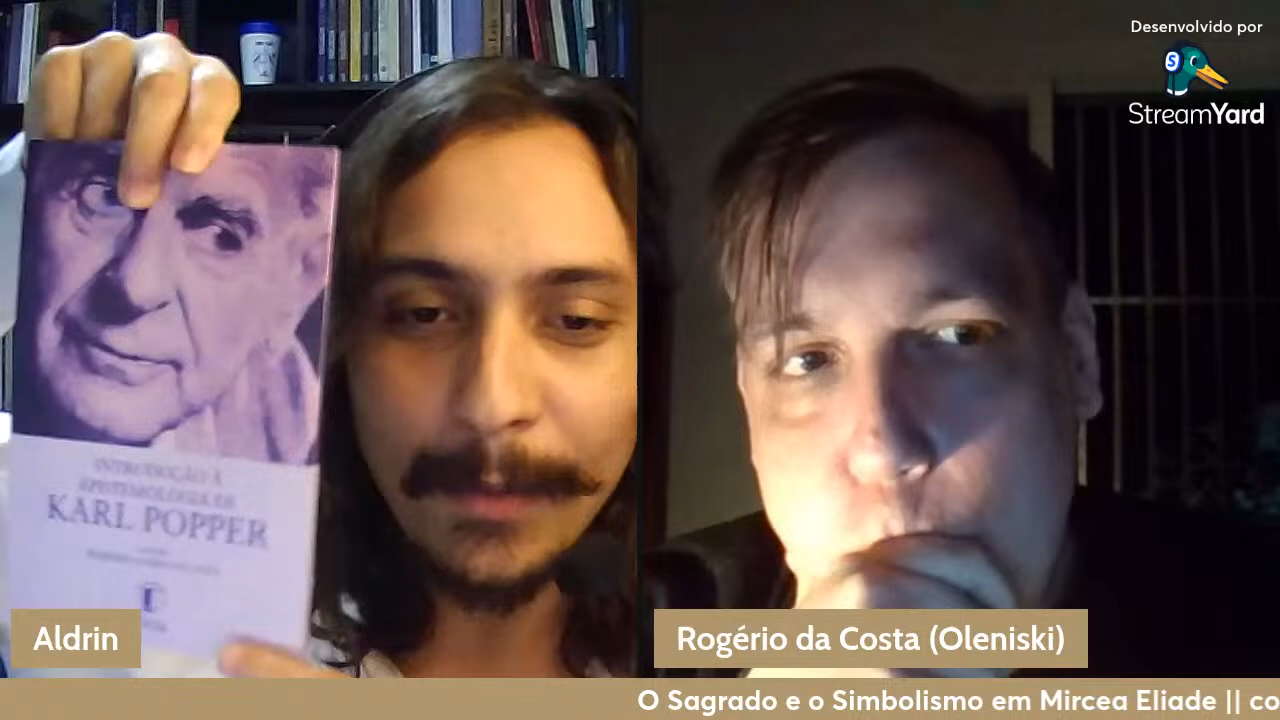 Desenvolvido por
StreamYard
INTRODUÇÃO À
EPISTEMOLOGIA DE
KARL POPPER
Aldrin
Rogério da Costa (Oleniski)
O Sagrado e o Simbolismo em Mircea Eliade || co